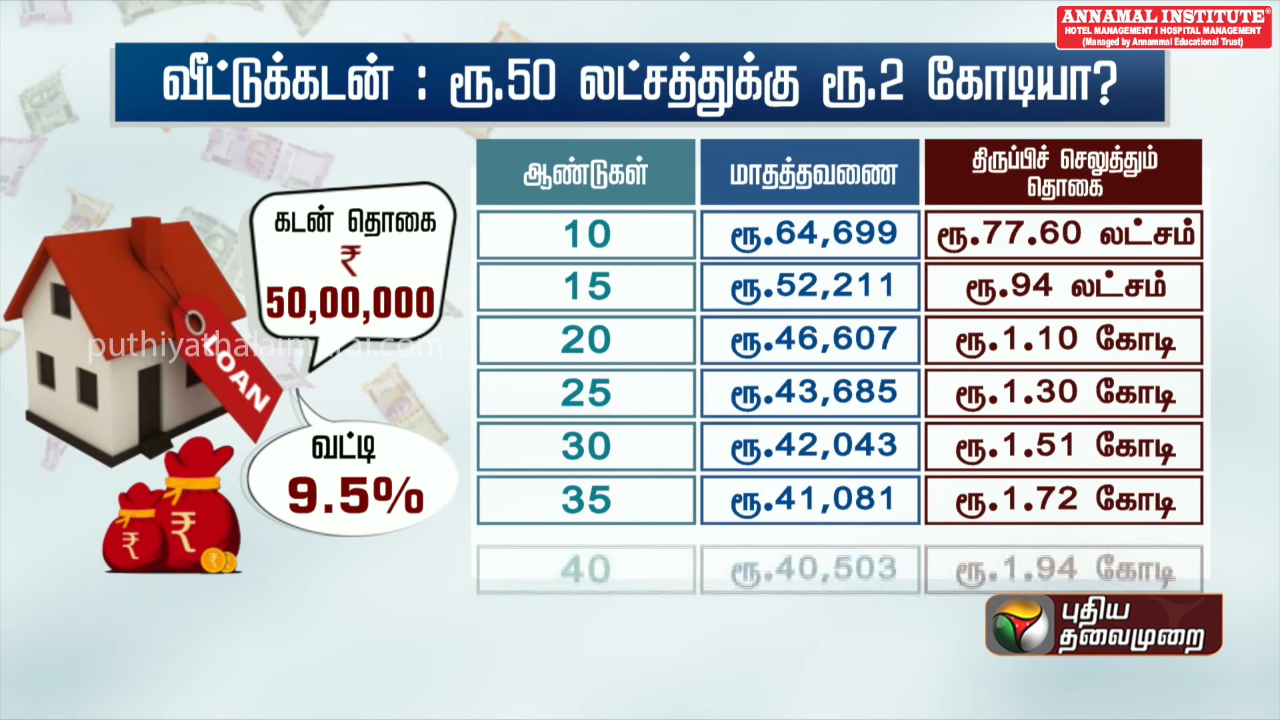 ANNAMAL INSTITUTE®
HOTEL MANAGEMENT I HOSPITAL MANAGEMENT
(Managed by Annammal Educational Trust)
வீட்டுக்கடன் : ரூ.50 லட்சத்துக்கு ரூ.2 கோடியா?
கடன் தொகை
₹
50,00,000
LOAN
puthiyathalaimurai.com
வட்டி
9.5%
₹ ₹
ஆண்டுகள் மாதத்தவணை திருப்பிச் செலுத்தும்
தொகை
10 ரூ.64,699 ரூ.77.60 லட்சம்
15 ரூ.52,211 ரூ.94 லட்சம்
20 ரூ.46,607 ரூ.1.10 கோடி
25 ரூ.43,685 ரூ.1.30 கோடி
30 ரூ.42,043 ரூ.1.51 கோடி
35 ரூ.41,081 ரூ.1.72 கோடி
40 ரூ.40,503 ரூ.1.94 கோடி
புதிய
தலைமுறை